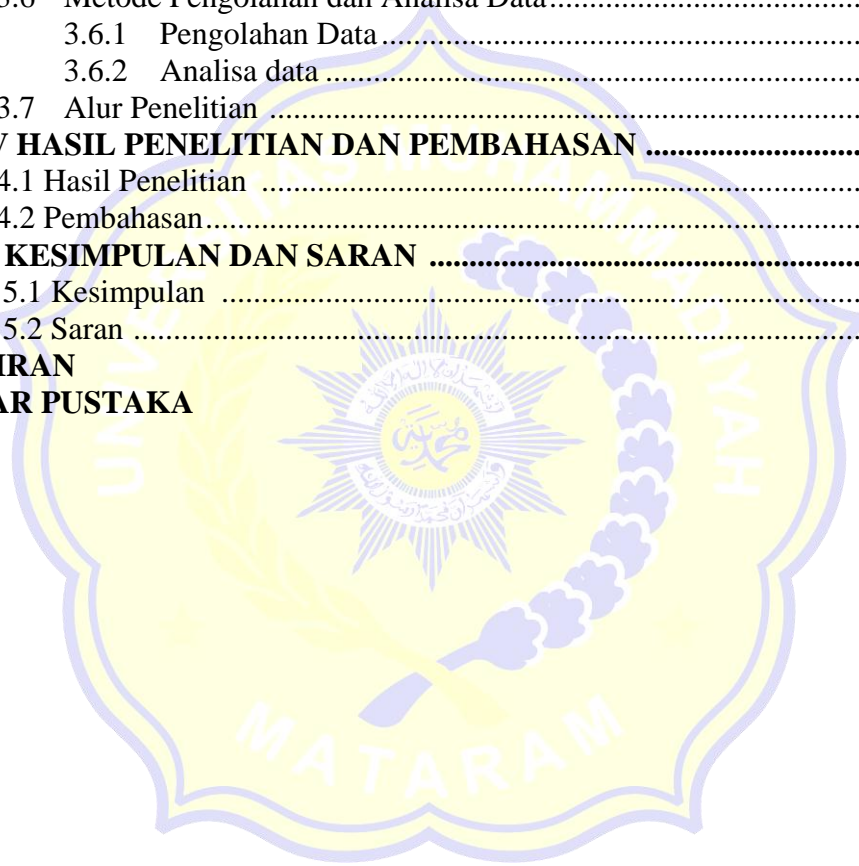 3.6 Metode Pengolahan dan Analisa Data
3.6.1 Pengolahan Data
3.6.2 Analisa data
3.7 Alur Penelitian
V HASIL PENELITIAN DAN PEMBAHASAN
4.1 Hasil Penelitian
4.2 Pembahasan
KESIMPULAN DAN SARAN
5.1 Kesimpulan
5.2 Saran
IRAN
AR PUSTAKA
UNIVERSITAS MUHAMMADIYAH
MATARAM